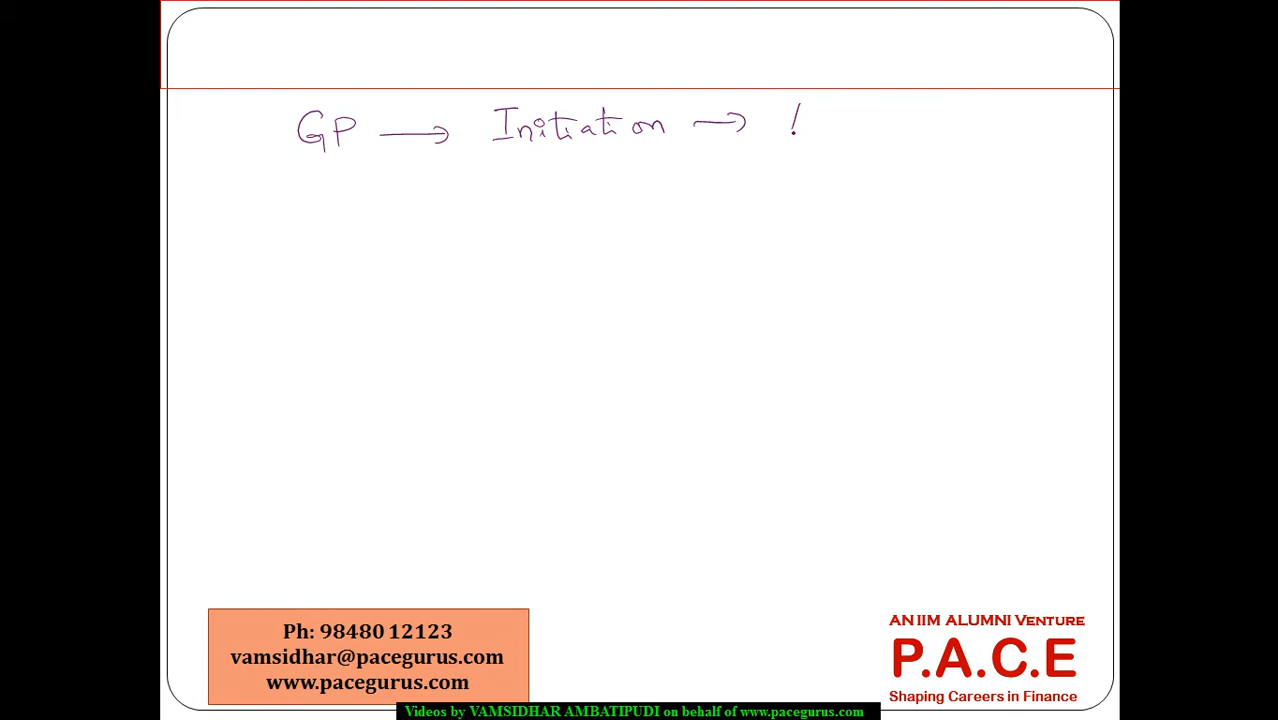 GP → Initiation →
Ph: 98480 12123
vamsidhar@pacegurus.com
www.pacegurus.com
AN IIM ALUMNI VENTURE
P.A.C.E
Shaping Careers in Finance
Videos by VAMSIDHAR AMBATIPUDI on behalf of www.pacegurus.com